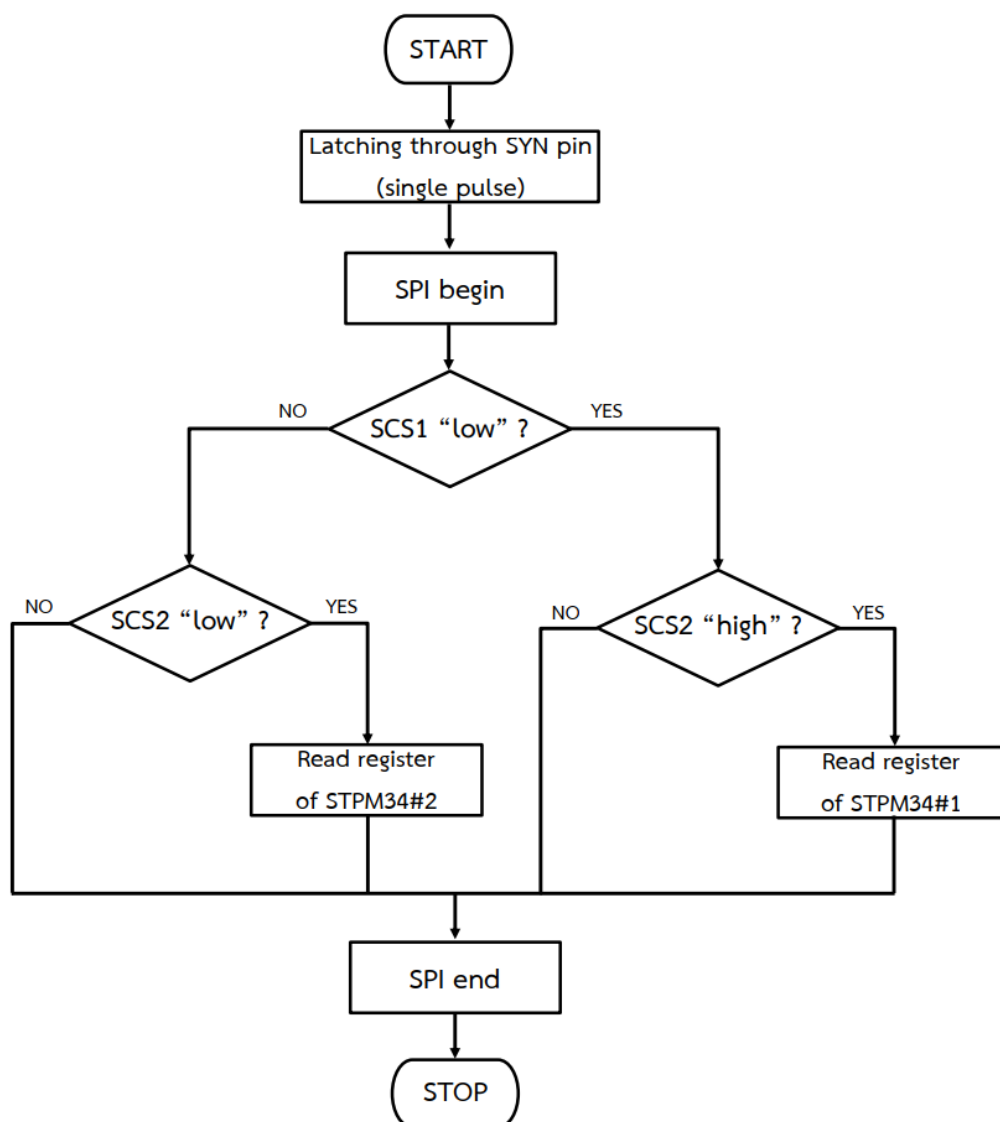 START
Latching through SYN pin
(single pulse)
SPI begin
NO
YES
SCS1 “low” ?
NO
YES
SCS2 “low” ?
NO
YES
SCS2 “high” ?
Read register
of STPM34#2
Read register
of STPM34#1
SPI end
STOP